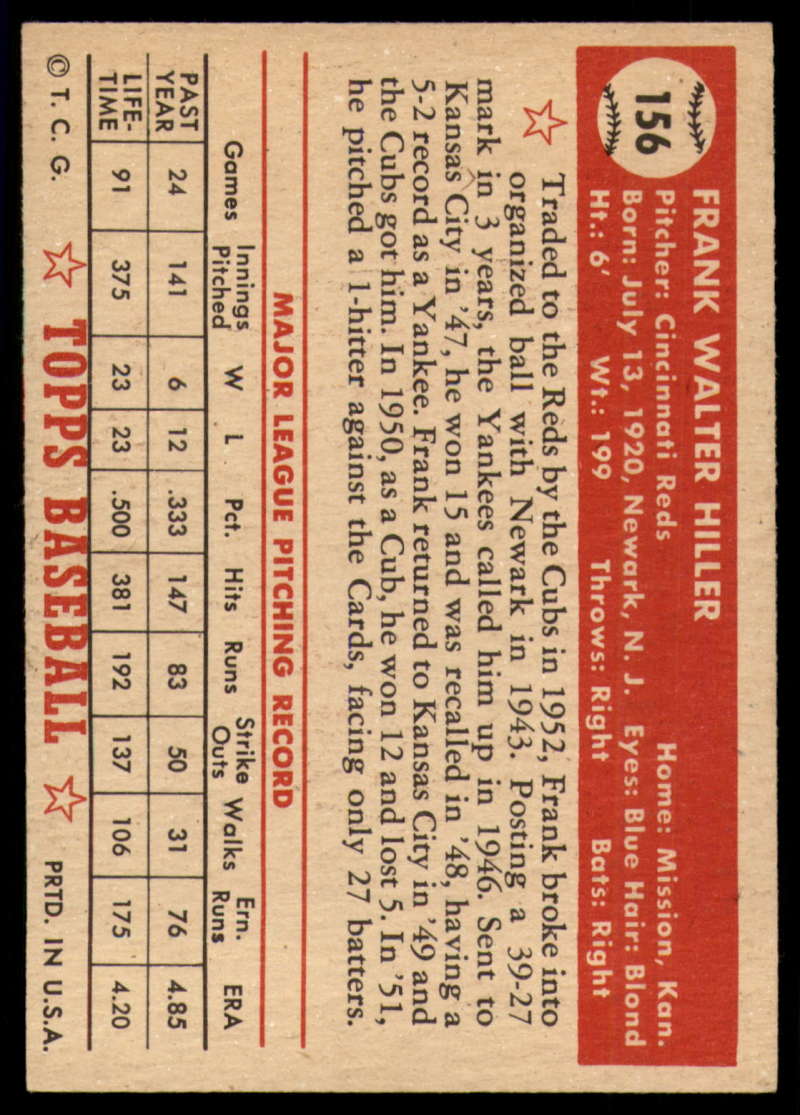 156
FRANK WALTER HILLER
Pitcher: Cincinnati Reds Home: Mission, Kan.
Born: July 13, 1920, Newark, N. J. Eyes: Blue Hair: Blond
Ht.: 6' Wt.: 199 Throws: Right Bats: Right
Traded to the Reds by the Cubs in 1952, Frank broke into
organized ball with Newark in 1943. Posting a 39-27
mark in 3 years, the Yankees called him up in 1946. Sent to
Kansas City in '47, he won 15 and was recalled in '48, having a
5-2 record as a Yankee. Frank returned to Kansas City in '49 and
the Cubs got him. In 1950, as a Cub, he won 12 and lost 5. In '51,
he pitched a 1-hitter against the Cards, facing only 27 batters.
MAJOR LEAGUE PITCHING RECORD
Games Innings Pitched W L Pct. Hits Runs Strike Outs Walks Ern. Runs ERA
PAST YEAR 24 141 6 12 .333 147 83 50 31 76 4.85
LIFE-TIME 91 375 23 23 .500 381 192 137 106 175 4.20
© T. C. G. TOPPS BASEBALL PRTD. IN U.S.A.